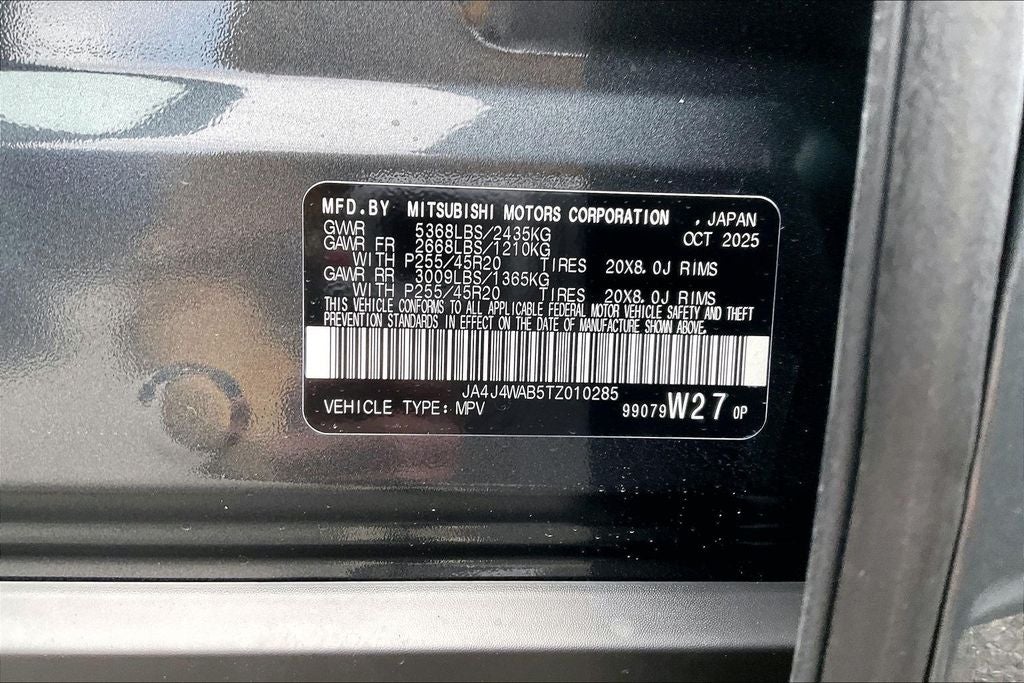 MFD.BY MITSUBISHI MOTORS CORPORATION . JAPAN
GVWR 5368LBS/2435KG OCT 2025
GAWR FR 2668LBS/1210KG
WITH P255/45R20 TIRES 20X8.0J RIMS
GAWR RR 3009LBS/1365KG
WITH P255/45R20 TIRES 20X8.0J RIMS
THIS VEHICLE CONFORMS TO ALL APPLICABLE FEDERAL MOTOR VEHICLE SAFETY AND THEFT
PREVENTION STANDARDS IN EFFECT ON THE DATE OF MANUFACTURE SHOWN ABOVE.
JA4J4WAB5TZ010285
VEHICLE TYPE: MPV 99079 W27 0P